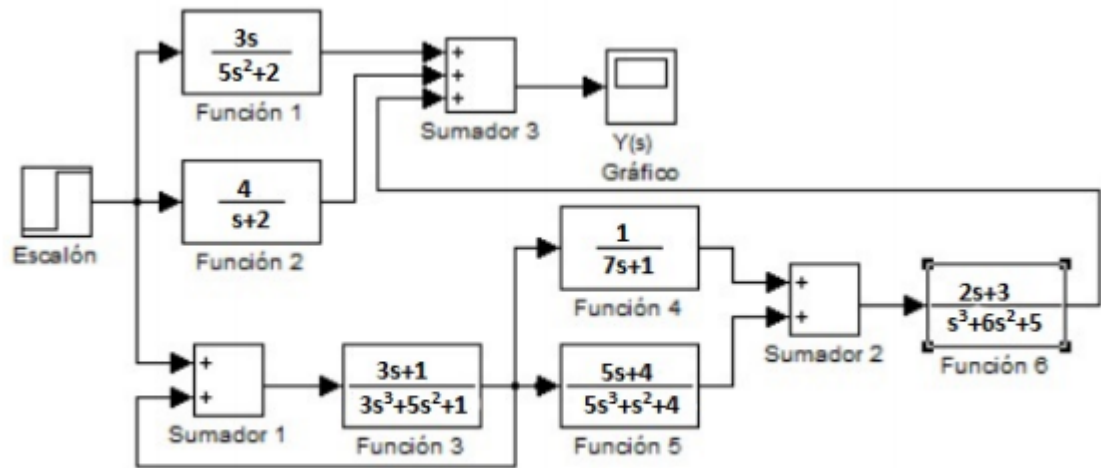 3s
5s²+2
Función 1
+
+
+
Sumador 3
Y(s)
Gráfico
Escalón
4
s+2
Función 2
1
7s+1
Función 4
+
+
Sumador 2
2s+3
s³+6s²+5
Función 6
+
+
Sumador 1
3s+1
3s³+5s²+1
Función 3
5s+4
5s³+s²+4
Función 5